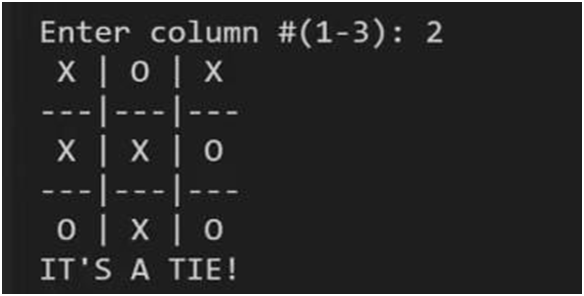 Enter column #(1-3): 2
 X | O | X
---|---|---
 X | X | O
---|---|---
 O | X | O
IT'S A TIE!